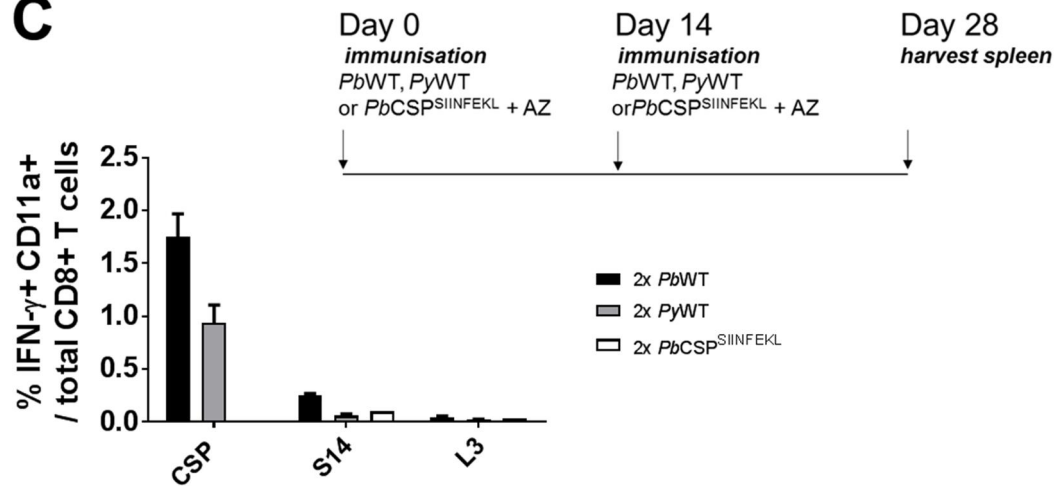 C
Day 0
immunisation
PbWT, PyWT
or PbCSPSIINFEKL + AZ
Day 14
immunisation
PbWT, PyWT
orPbCSPSIINFEKL + AZ
Day 28
harvest spleen
% IFN-γ+ CD11a+
/ total CD8+ T cells
2.5
2.0
1.5
1.0
0.5
0.0
CSP
S14
L3
2x PbWT
2x PyWT
2x PbCSPSIINFEKL